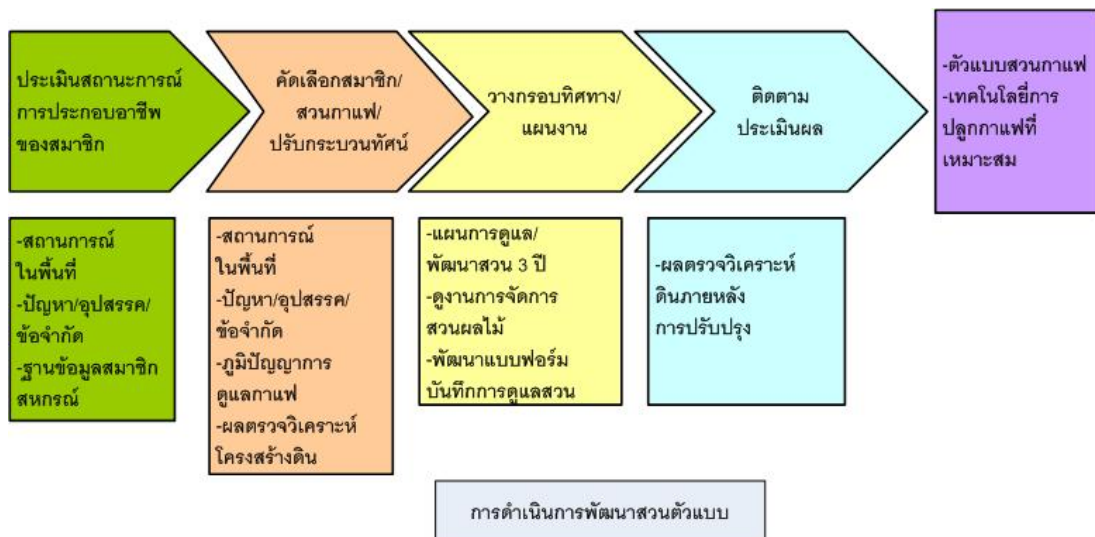 ประเมินสถานะการณ์
การประกอบอาชีพ
ของสมาชิก
คัดเลือกสมาชิก/
สวนกาแฟ/
ปรับกระบวนทัศน์
วางกรอบทิศทาง/
แผนงาน
ติดตาม
ประเมินผล
-ตัวแบบสวนกาแฟ
-เทคโนโลยี่การ
ปลูกกาแฟที่
เหมาะสม
-สถานการณ์
ในพื้นที่
-ปัญหา/อุปสรรค/
ข้อจำกัด
-ฐานข้อมูลสมาชิก
สหกรณ์
-สถานการณ์
ในพื้นที่
-ปัญหา/อุปสรรค/
ข้อจำกัด
-ภูมิปัญญาการ
ดูแลกาแฟ
-ผลตรวจวิเคราะห์
โครงสร้างดิน
-แผนการดูแล/
พัฒนาสวน 3 ปี
-ดูงานการจัดการ
สวนผลไม้
-พัฒนาแบบฟอร์ม
บันทึกการดูแลสวน
-ผลตรวจวิเคราะห์
ดินภายหลัง
การปรับปรุง
การดำเนินการพัฒนาสวนตัวแบบ